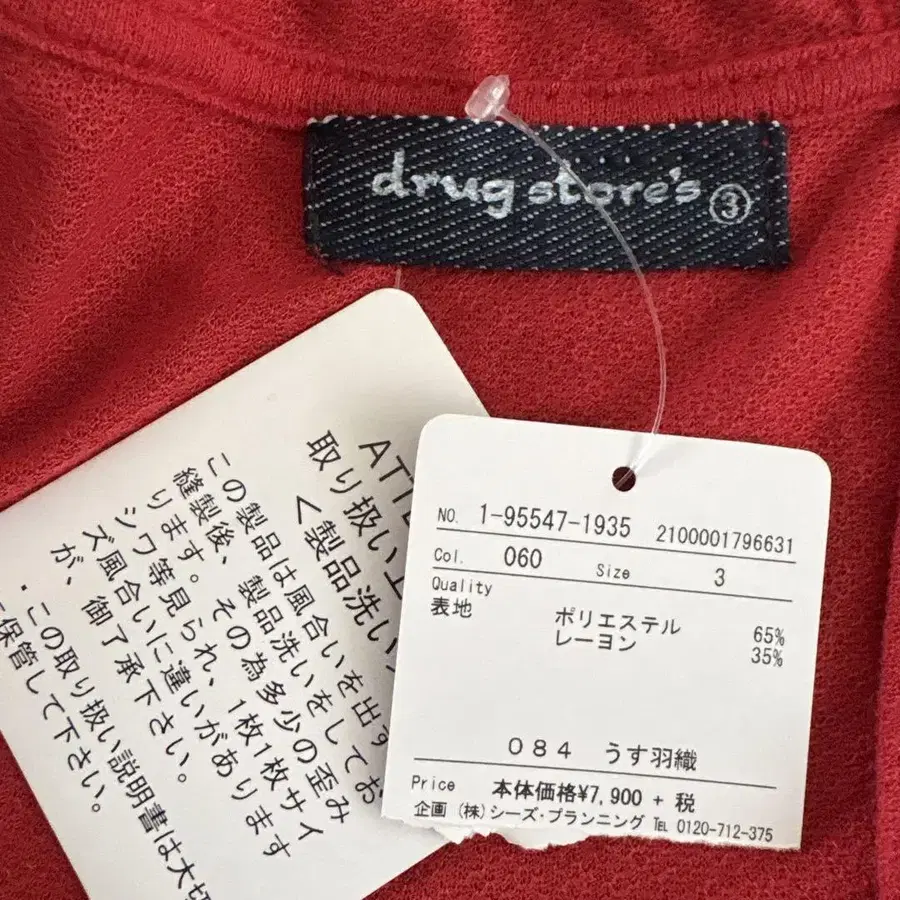 drug store's ③
ATTE
取り扱い上
<製品洗い
この製品は風合いを出す
縫製後、製品洗いをしてお
ります。その為多少の歪み
シワ等見られ、1枚1枚サイ
ズ風合いに違いがあります
が、御了承下さい。
・この取り扱い説明書は大切
保管して下さい。
NO. 1-95547-1935 2100001796631
Col. 060 Size 3
Quality
表地 ポリエステル 65%
レーヨン 35%
084 うす羽織
Price 本体価格¥7,900 + 税
企画 (株)シーズ・プランニング TEL 0120-712-375